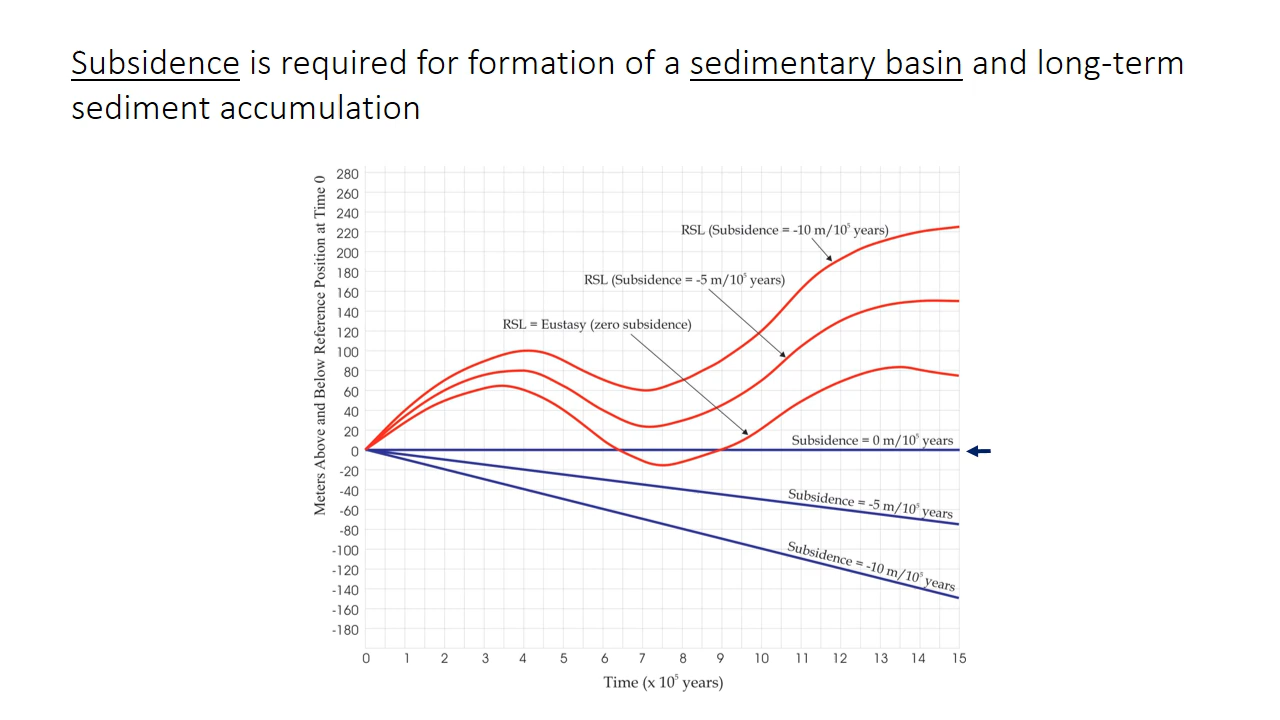 Subsidence is required for formation of a sedimentary basin and long-term
sediment accumulation
Meters Above and Below Reference Position at Time 0
280
260
240
220
200
180
160
140
120
100
80
60
40
20
0
-20
-40
-60
-80
-100
-120
-140
-160
-180
RSL (Subsidence = -10 m/10⁵ years)
RSL (Subsidence = -5 m/10⁵ years)
RSL = Eustasy (zero subsidence)
Subsidence = 0 m/10⁵ years
Subsidence = -5 m/10⁵ years
Subsidence = -10 m/10⁵ years
0 1 2 3 4 5 6 7 8 9 10 11 12 13 14 15
Time (x 10⁵ years)